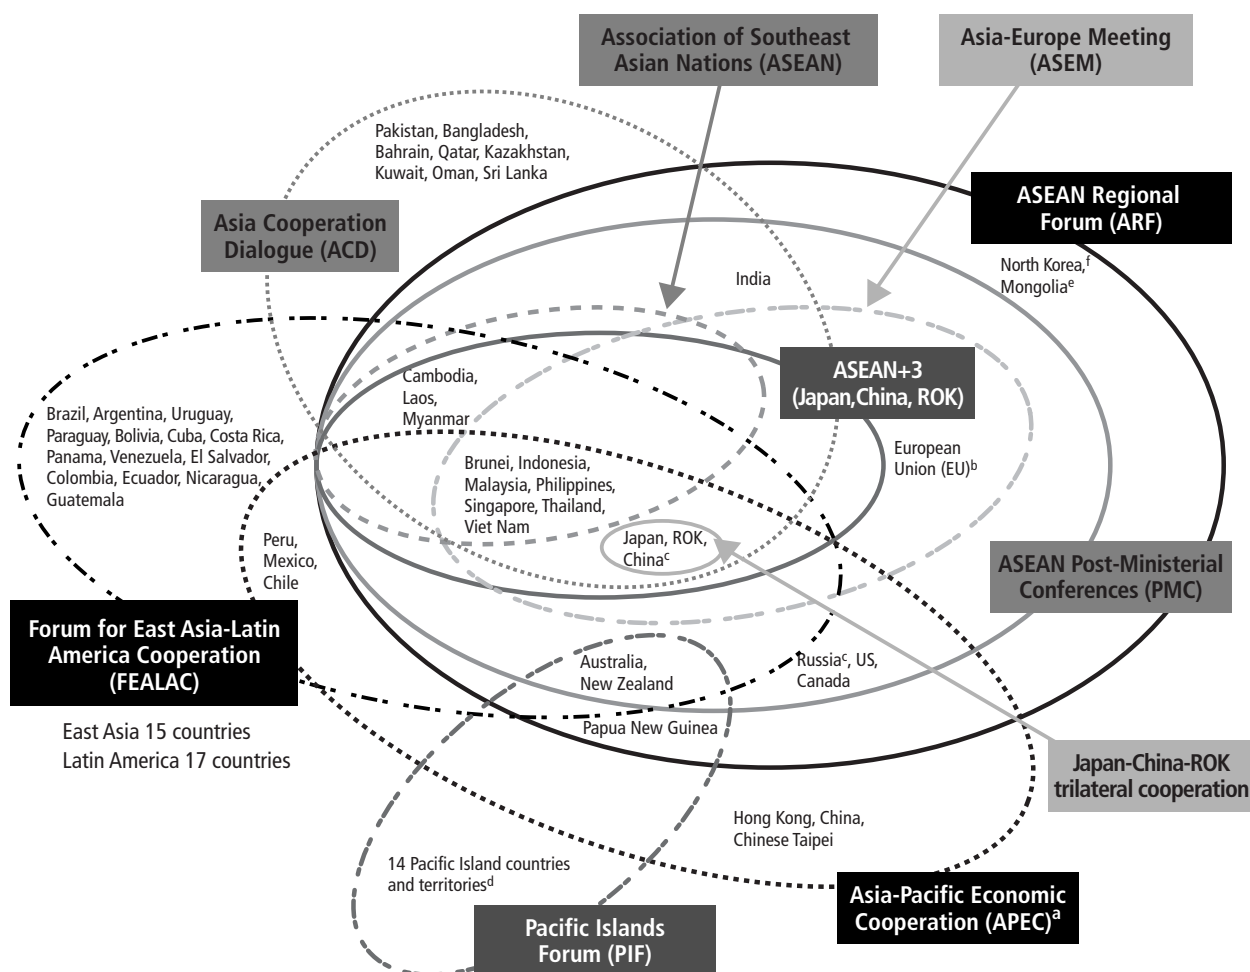 Association of Southeast
Asian Nations (ASEAN)
Asia-Europe Meeting
(ASEM)
Pakistan, Bangladesh,
Bahrain, Qatar, Kazakhstan,
Kuwait, Oman, Sri Lanka
ASEAN Regional
Forum (ARF)
Asia Cooperation
Dialogue (ACD)
North Korea,f
Mongoliae
India
ASEAN+3
(Japan,China, ROK)
Cambodia,
Laos,
Myanmar
Brazil, Argentina, Uruguay,
Paraguay, Bolivia, Cuba, Costa Rica,
Panama, Venezuela, El Salvador,
Colombia, Ecuador, Nicaragua,
Guatemala
European
Union (EU)b
Brunei, Indonesia,
Malaysia, Philippines,
Singapore, Thailand,
Viet Nam
Japan, ROK,
Chinac
Peru,
Mexico,
Chile
ASEAN Post-Ministerial
Conferences (PMC)
Forum for East Asia-Latin
America Cooperation
(FEALAC)
East Asia 15 countries
Latin America 17 countries
Australia,
New Zealand
Russiac, US,
Canada
Papua New Guinea
Japan-China-ROK
trilateral cooperation
Hong Kong, China,
Chinese Taipei
14 Pacific Island countries
and territoriesd
Asia-Pacific Economic
Cooperation (APEC)a
Pacific Islands
Forum (PIF)